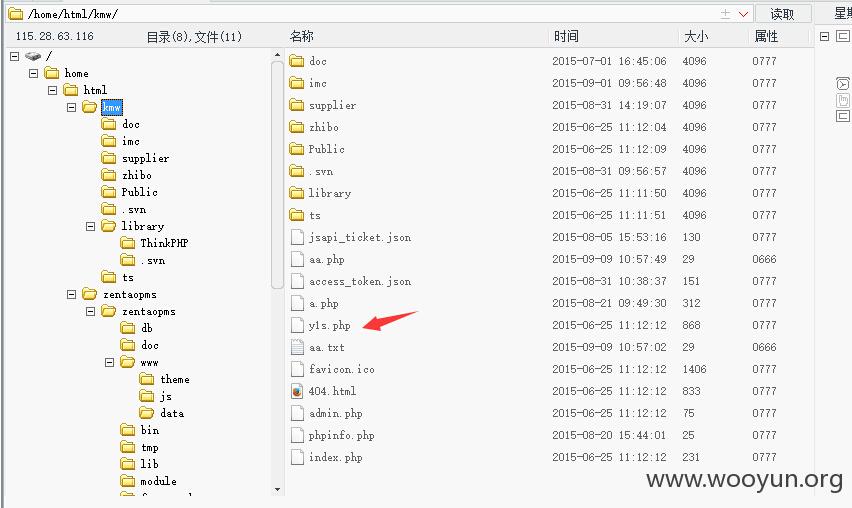 /home/html/kmw/ 读取 星期
115.28.63.116 目录(8),文件(11) 名称 时间 大小 属性
/
home
html
kmw
doc
imc
supplier
zhibo
Public
.svn
library
ThinkPHP
.svn
ts
zentaopms
zentaopms
db
doc
www
theme
js
data
bin
tmp
lib
module
doc 2015-07-01 16:45:06 4096 0777
imc 2015-09-01 09:56:48 4096 0777
supplier 2015-08-31 14:19:07 4096 0777
zhibo 2015-06-25 11:12:04 4096 0777
Public 2015-06-25 11:12:09 4096 0777
.svn 2015-08-31 09:56:57 4096 0777
library 2015-06-25 11:11:50 4096 0777
ts 2015-06-25 11:11:51 4096 0777
jsapi_ticket.json 2015-08-05 15:53:16 130 0777
aa.php 2015-09-09 10:57:49 29 0666
access_token.json 2015-08-31 10:38:37 151 0777
a.php 2015-08-21 09:49:30 312 0777
yls.php 2015-06-25 11:12:12 868 0777
aa.txt 2015-09-09 10:57:02 29 0666
favicon.ico 2015-06-25 11:12:12 1406 0777
404.html 2015-06-25 11:12:12 833 0777
admin.php 2015-06-25 11:12:12 75 0777
phpinfo.php 2015-08-20 15:44:01 25 0777
index.php 2015-06-25 11:12:12 231 0777
www.wooyun.org